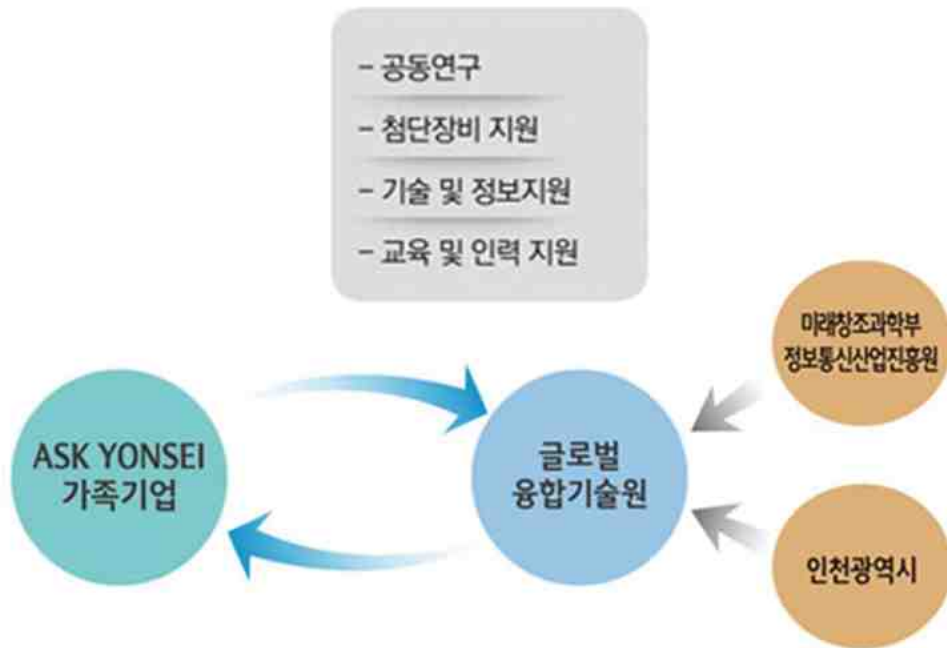 - 공동연구
- 첨단장비 지원
- 기술 및 정보지원
- 교육 및 인력 지원
미래창조과학부
정보통신산업진흥원
ASK YONSEI
가족기업
글로벌
융합기술원
인천광역시